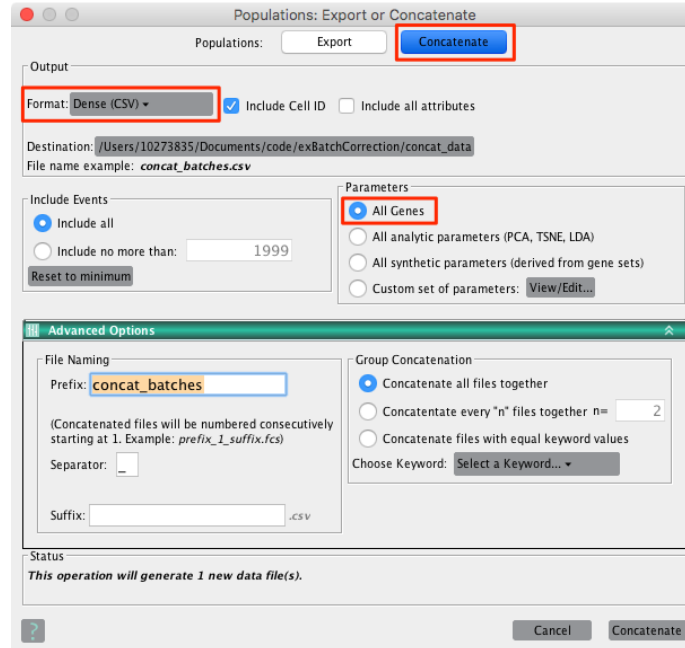 Populations: Export or Concatenate
Populations: Export Concatenate
Output
Format: Dense (CSV) Include Cell ID Include all attributes
Destination: /Users/10273835/Documents/code/exBatchCorrection/concat_data
File name example: concat_batches.csv
Include Events
Include all
Include no more than: 1999
Reset to minimum
Parameters
All Genes
All analytic parameters (PCA, TSNE, LDA)
All synthetic parameters (derived from gene sets)
Custom set of parameters: View/Edit...
Advanced Options
File Naming
Prefix: concat_batches
(Concatenated files will be numbered consecutively
starting at 1. Example: prefix_1_suffix.fcs)
Separator: _
Suffix: .csv
Group Concatenation
Concatenate all files together
Concatentate every "n" files together n= 2
Concatenate files with equal keyword values
Choose Keyword: Select a Keyword...
Status
This operation will generate 1 new data file(s).
? Cancel Concatenate